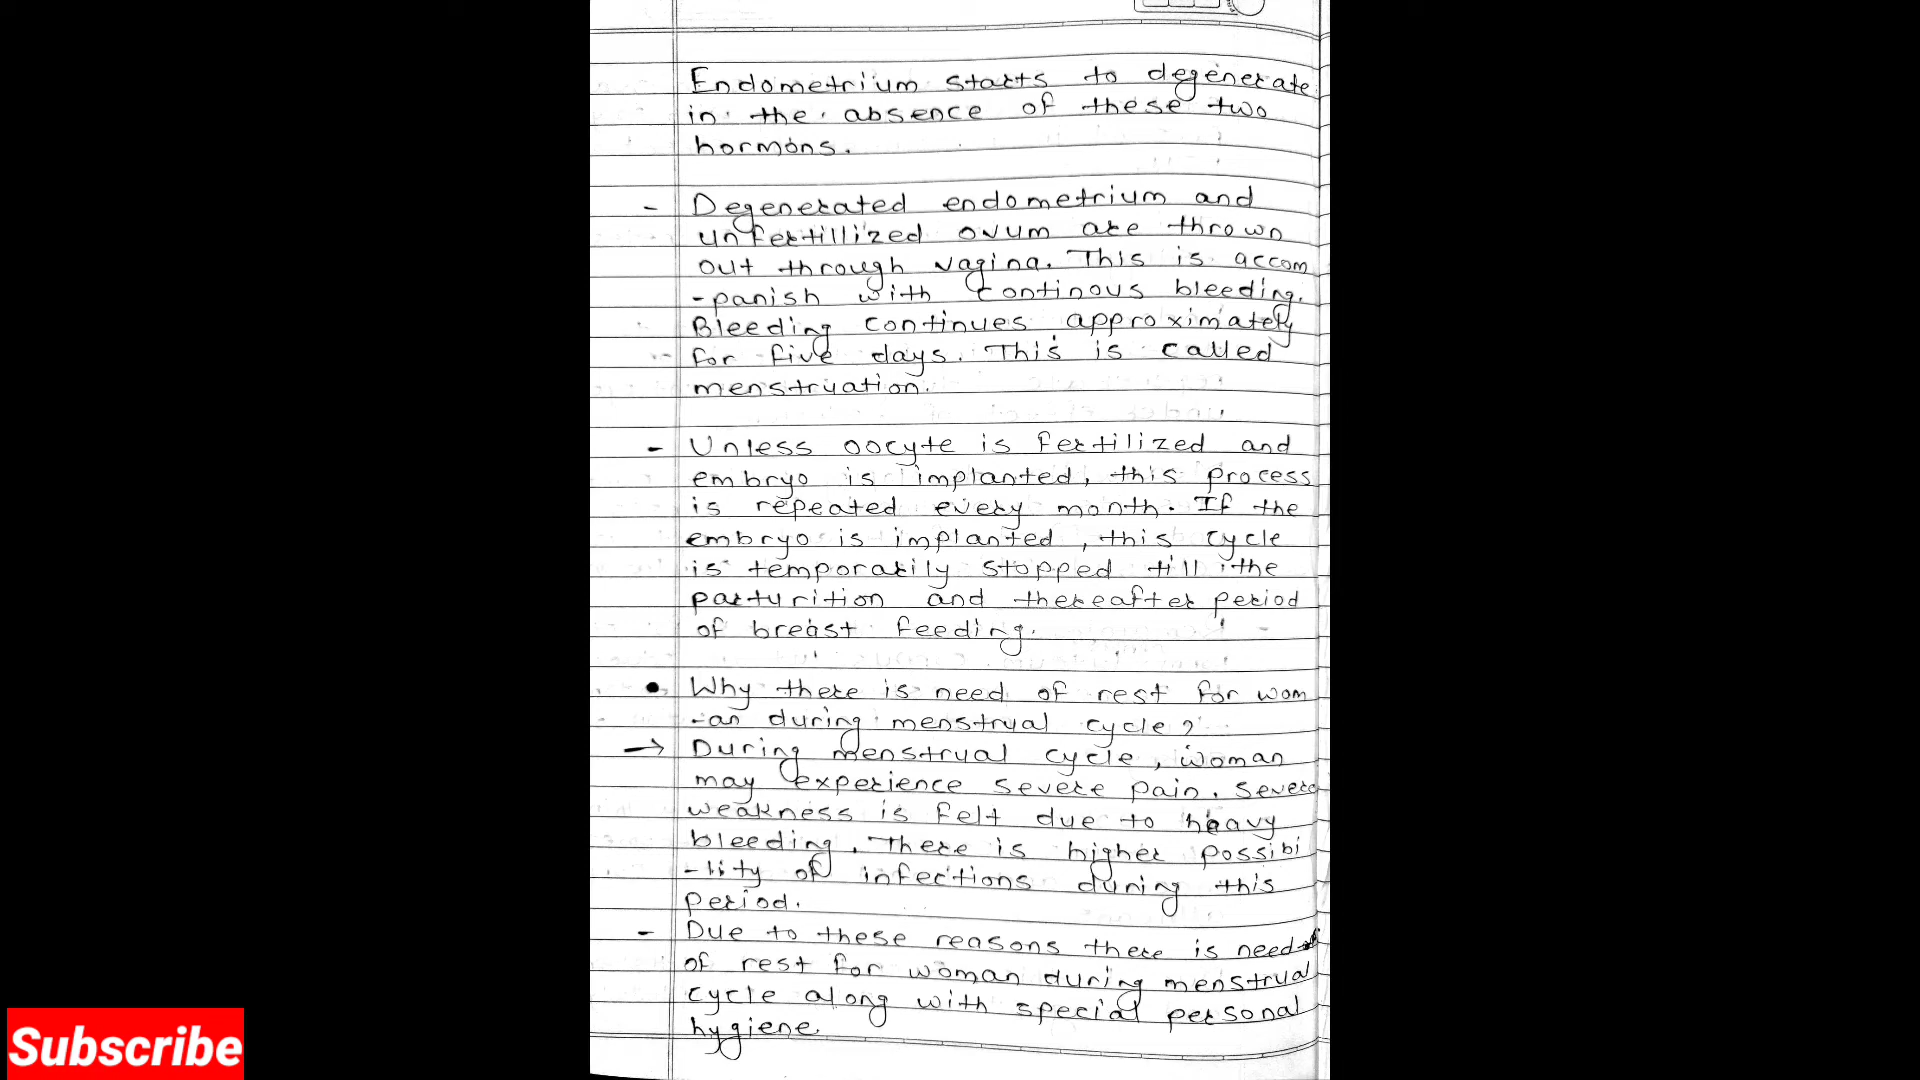 Endometrium starts to degenerate
in the absence of these two
hormons.
- Degenerated endometrium and
unfertillized ovum are thrown
out through vagina. This is accom
-panish with continous bleeding.
Bleeding continues approximately
for five days. This is called
menstruation.
- Unless oocyte is fertilized and
embryo is implanted, this process
is repeated every month. If the
embryo is implanted, this cycle
is temporarily stopped till the
parturition and thereafter period
of breast feeding.
• Why there is need of rest for wom
-an during menstrual cycle?
→ During menstrual cycle, woman
may experience severe pain. Severe
weakness is felt due to heavy
bleeding. There is higher possibi
-lity of infections during this
period.
- Due to these reasons there is need
of rest for woman during menstrual
cycle along with special personal
hygiene.
Subscribe